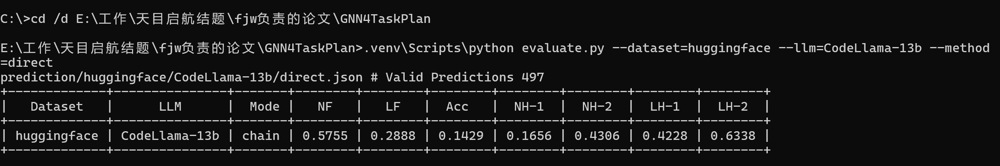 C:\>cd /d E:\工作\天目启航结题\fjw负责的论文\GNN4TaskPlan
E:\工作\天目启航结题\fjw负责的论文\GNN4TaskPlan>.venv\Scripts\python evaluate.py --dataset=huggingface --llm=CodeLlama-13b --method
=direct
prediction/huggingface/CodeLlama-13b/direct.json # Valid Predictions 497
+-------------+---------------+-------+--------+--------+--------+--------+--------+--------+--------+
|   Dataset   |      LLM      |  Mode |   NF   |   LF   |  Acc   |  NH-1  |  NH-2  |  LH-1  |  LH-2  |
+-------------+---------------+-------+--------+--------+--------+--------+--------+--------+--------+
| huggingface | CodeLlama-13b | chain | 0.5755 | 0.2888 | 0.1429 | 0.1656 | 0.4306 | 0.4228 | 0.6338 |
+-------------+---------------+-------+--------+--------+--------+--------+--------+--------+--------+